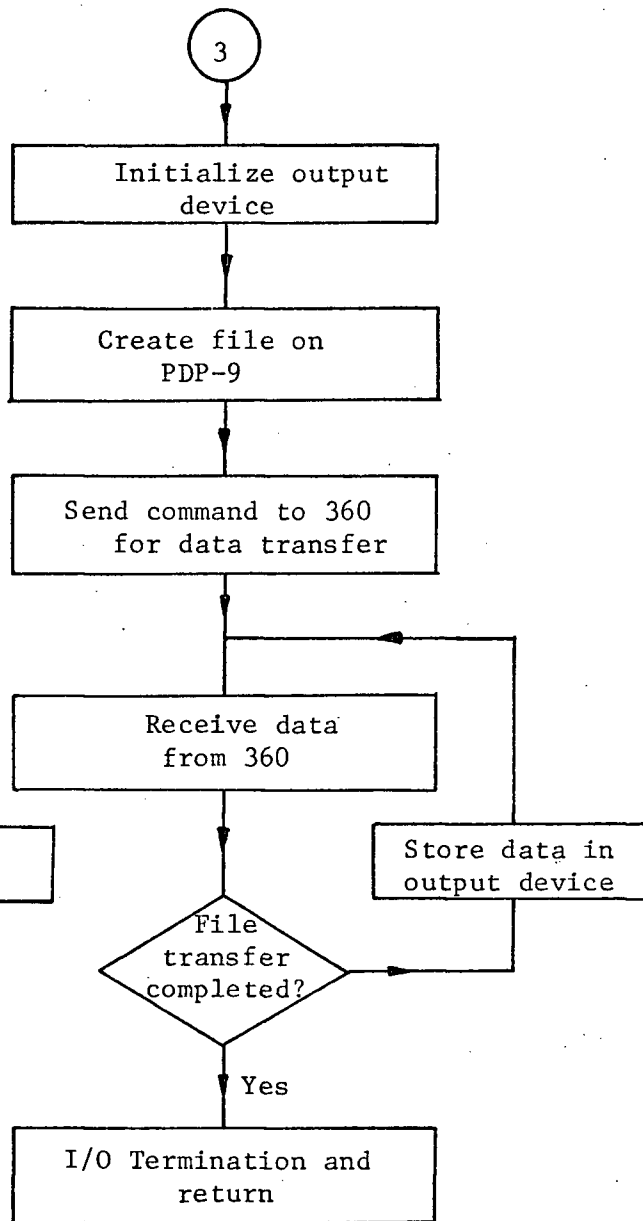 3
Initialize output
device
Create file on
PDP-9
Send command to 360
for data transfer
Receive data
from 360
Store data in
output device
File
transfer
completed?
Yes
I/O Termination and
return